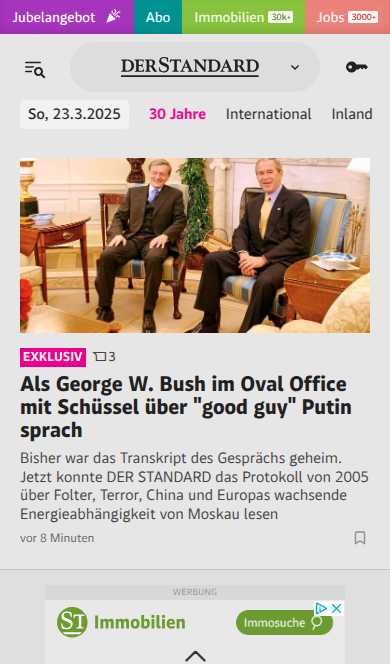 Jubelangebot Abo Immobilien 30k+ Jobs 3000+
DERSTANDARD
So, 23.3.2025 30 Jahre International Inland
EXKLUSIV 3
Als George W. Bush im Oval Office
mit Schüssel über "good guy" Putin
sprach
Bisher war das Transkript des Gesprächs geheim.
Jetzt konnte DER STANDARD das Protokoll von 2005
über Folter, Terror, China und Europas wachsende
Energieabhängigkeit von Moskau lesen
vor 8 Minuten
WERBUNG
ST Immobilien Immosuche